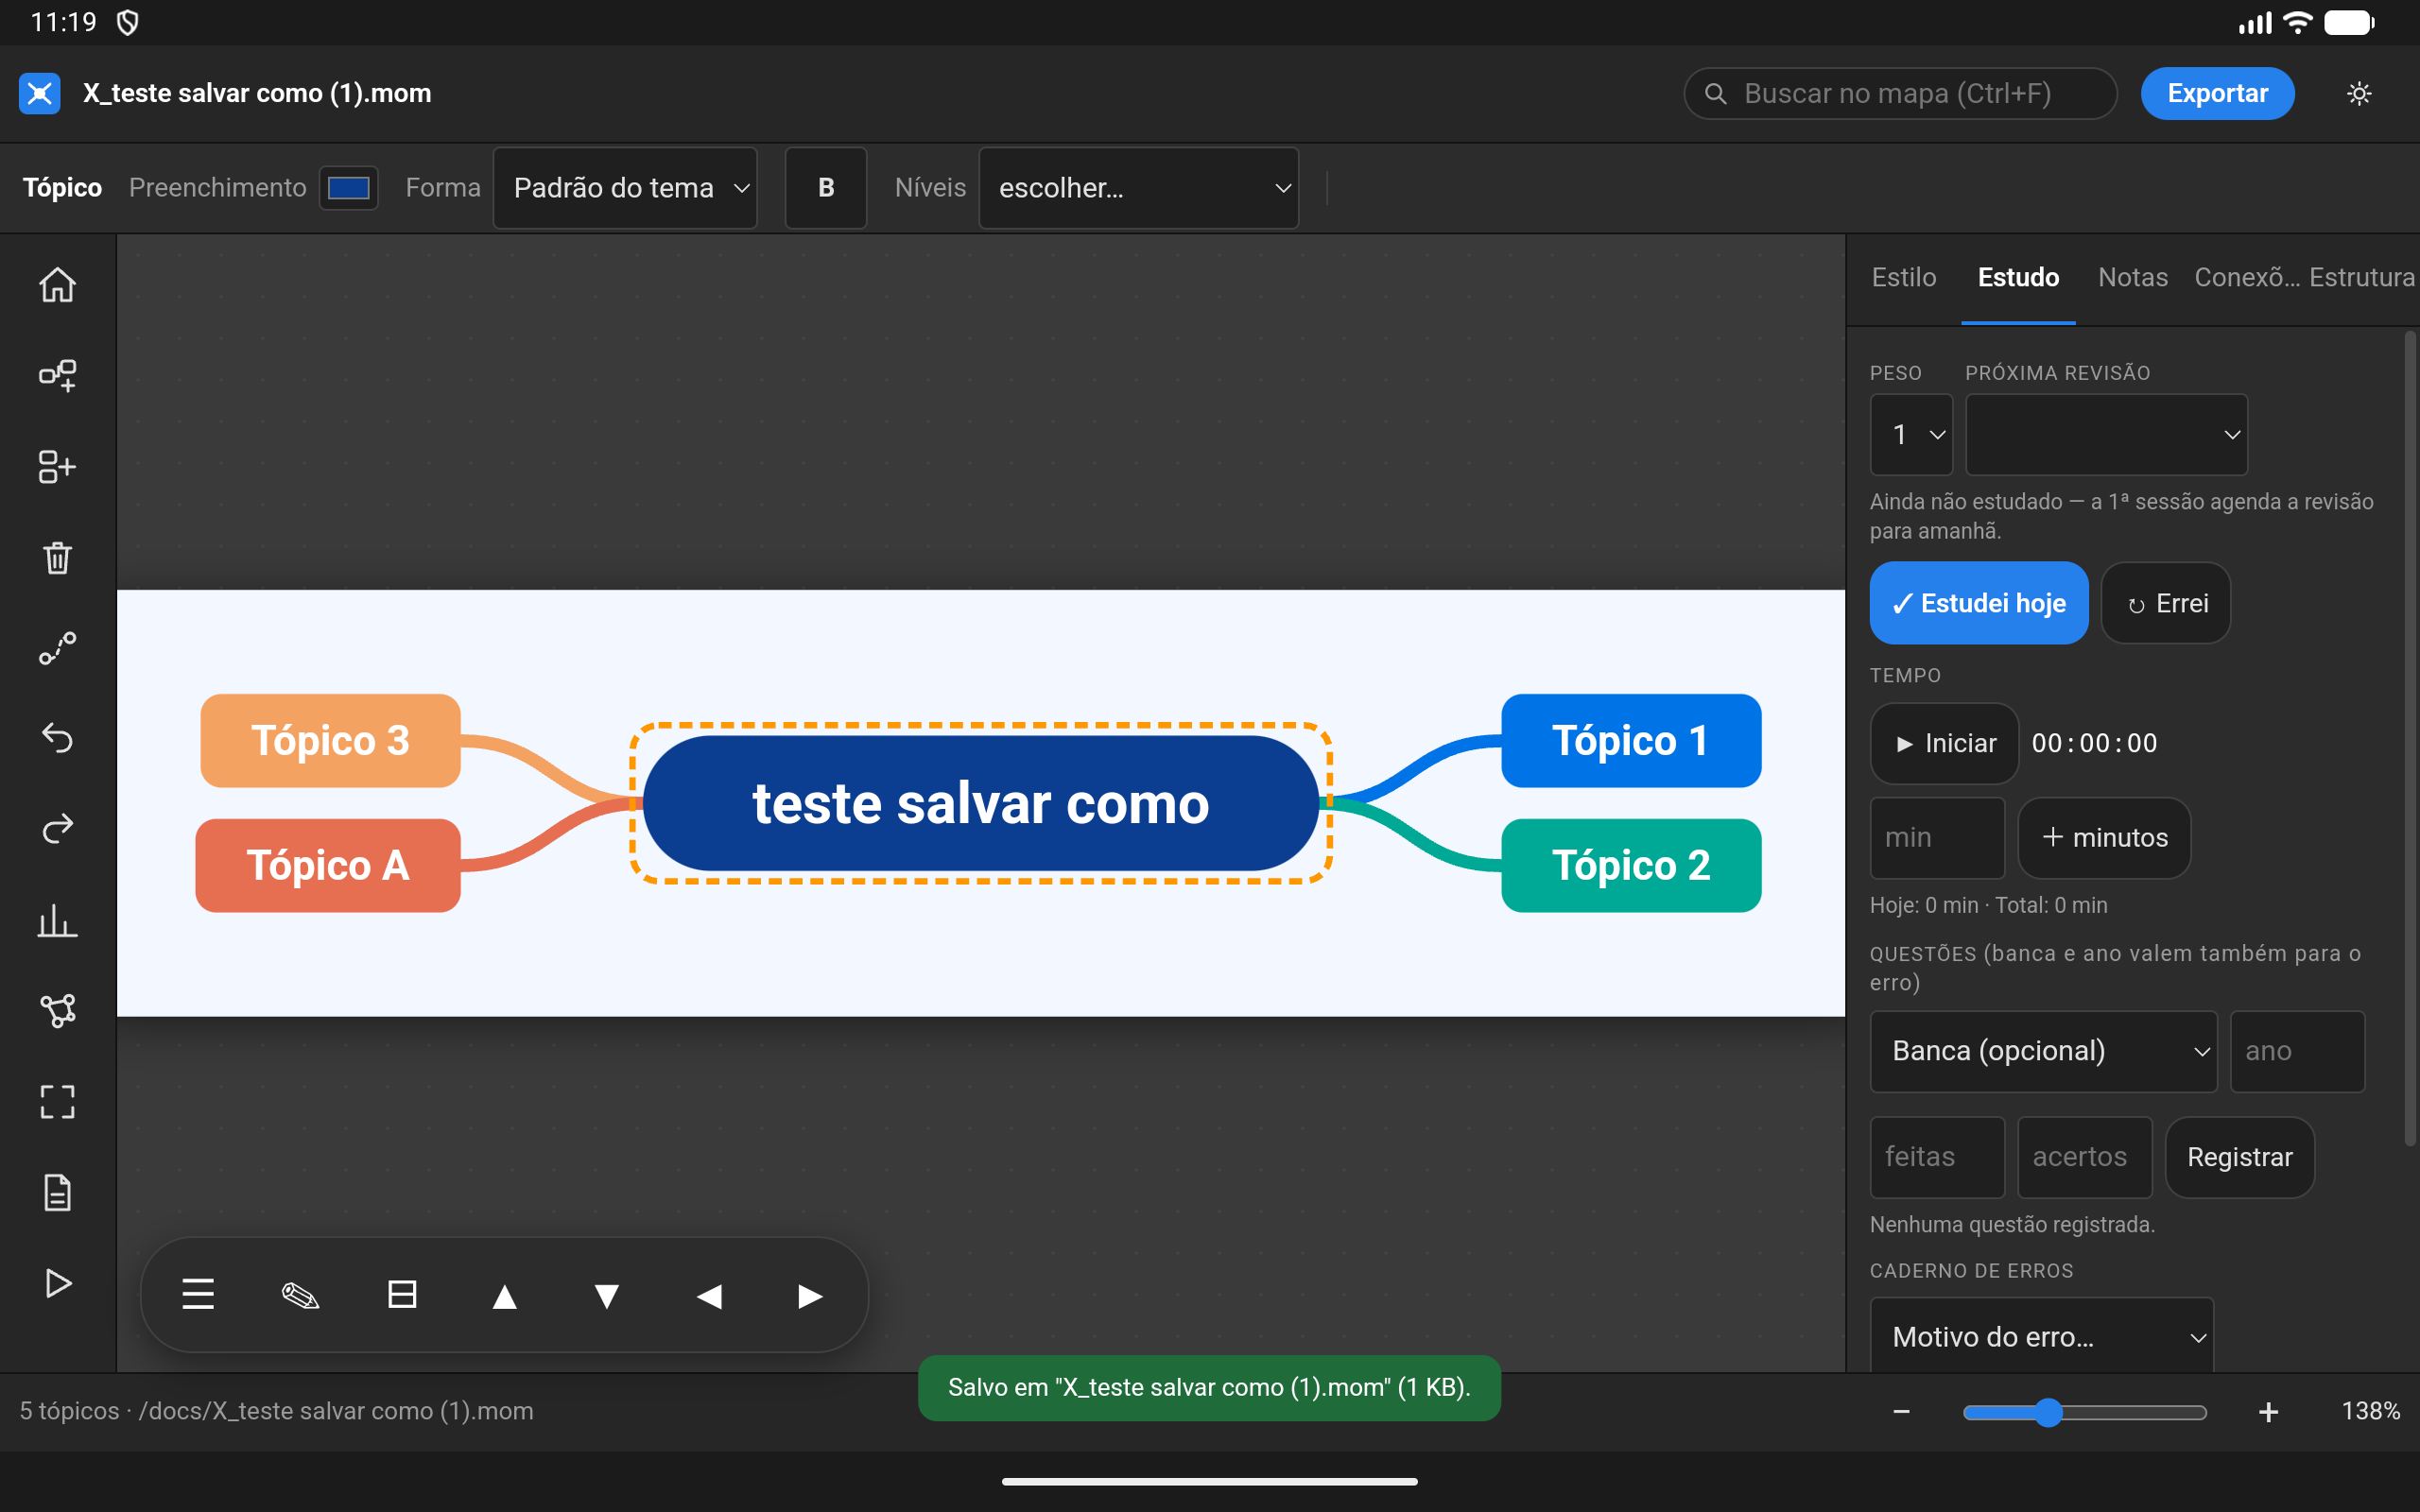 11:19
X_teste salvar como (1).mom
Buscar no mapa (Ctrl+F)
Exportar
Tópico
Preenchimento
Forma
Padrão do tema
B
Níveis
escolher...
Estilo
Estudo
Notas
Conexõ...
Estrutura
PESO
PRÓXIMA REVISÃO
1
Ainda não estudado — a 1ª sessão agenda a revisão
para amanhã.
✓ Estudei hoje
↻ Errei
TEMPO
► Iniciar
00:00:00
min
+ minutos
Hoje: 0 min · Total: 0 min
QUESTÕES (banca e ano valem também para o
erro)
Banca (opcional)
ano
feitas
acertos
Registrar
Nenhuma questão registrada.
CADERNO DE ERROS
Motivo do erro...
Tópico 3
Tópico A
teste salvar como
Tópico 1
Tópico 2
Salvo em "X_teste salvar como (1).mom" (1 KB).
5 tópicos · /docs/X_teste salvar como (1).mom
138%